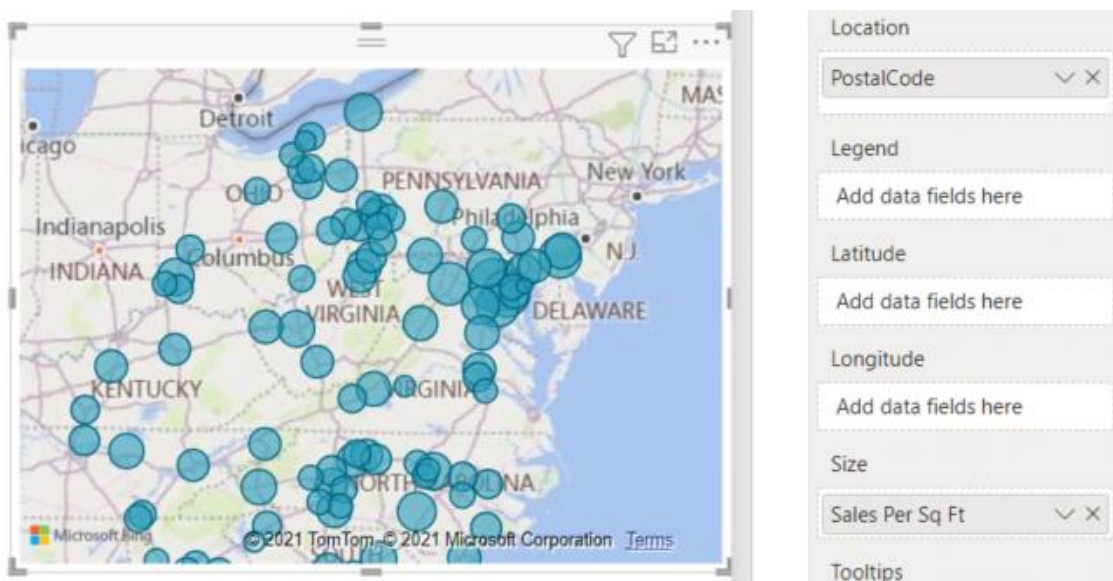 Detroit
MAS
icago
OHIO
PENNSYLVANIA
New York
Philadelphia
Indianapolis
Columbus
N.J.
INDIANA
WEST
VIRGINIA
DELAWARE
KENTUCKY
VIRGINIA
NORTH CAROLINA
SOUTH
Microsoft Bing
© 2021 TomTom, © 2021 Microsoft Corporation Terms
Location
PostalCode
Legend
Add data fields here
Latitude
Add data fields here
Longitude
Add data fields here
Size
Sales Per Sq Ft
Tooltips